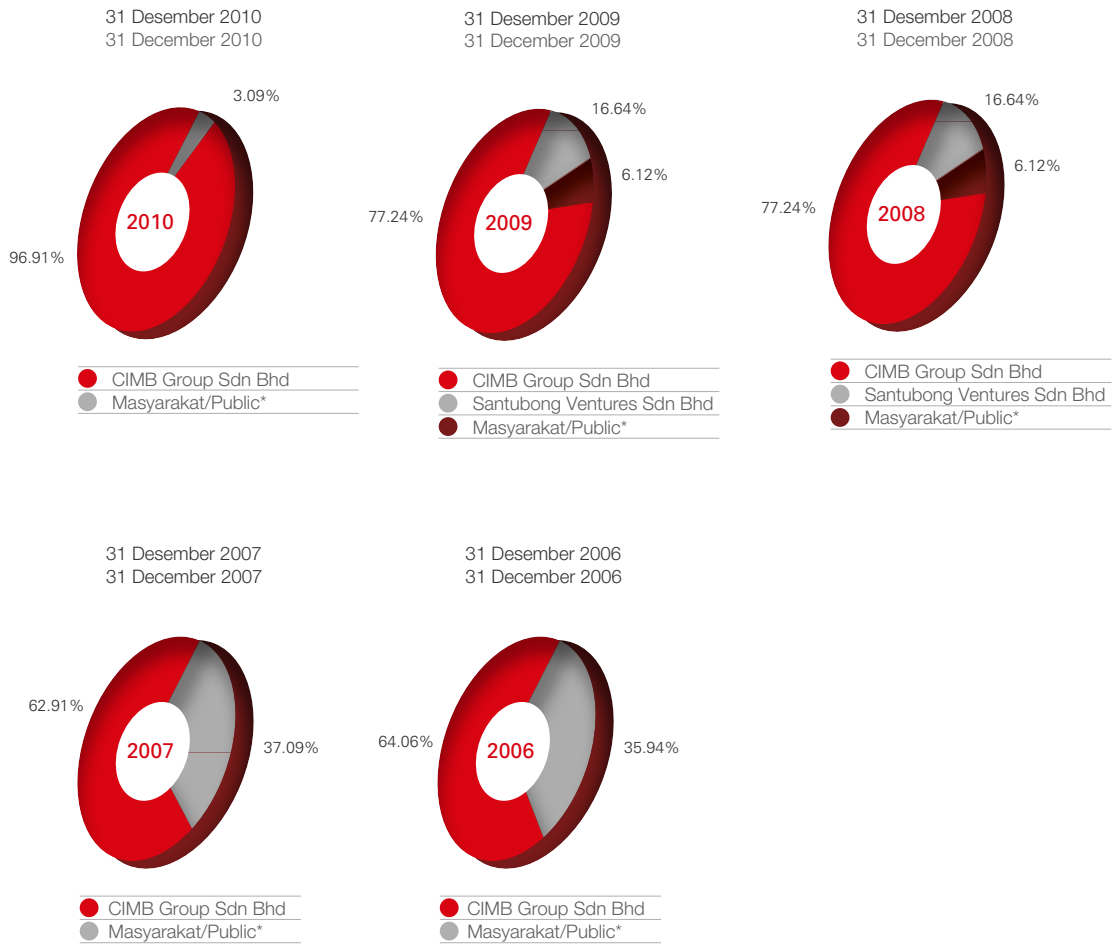 31 Desember 2010
31 December 2010
3.09%
2010
96.91%
CIMB Group Sdn Bhd
Masyarakat/Public*
31 Desember 2009
31 December 2009
16.64%
6.12%
77.24%
2009
CIMB Group Sdn Bhd
Santubong Ventures Sdn Bhd
Masyarakat/Public*
31 Desember 2008
31 December 2008
16.64%
6.12%
77.24%
2008
CIMB Group Sdn Bhd
Santubong Ventures Sdn Bhd
Masyarakat/Public*
31 Desember 2007
31 December 2007
62.91%
2007
37.09%
CIMB Group Sdn Bhd
Masyarakat/Public*
31 Desember 2006
31 December 2006
64.06%
2006
35.94%
CIMB Group Sdn Bhd
Masyarakat/Public*